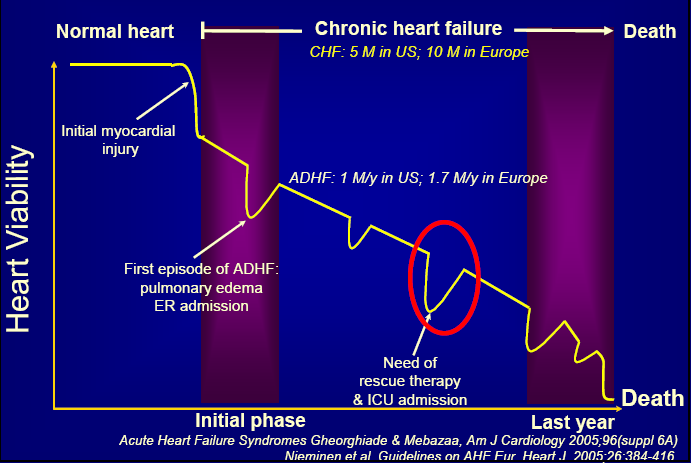 Normal heart
Chronic heart failure
Death
CHF: 5 M in US; 10 M in Europe
Initial myocardial
injury
ADHF: 1 M/y in US; 1.7 M/y in Europe
Heart Viability
First episode of ADHF:
pulmonary edema
ER admission
Need of
rescue therapy
& ICU admission
Death
Initial phase
Last year
Acute Heart Failure Syndromes Gheorghiade & Mebazaa, Am J Cardiology 2005;96(suppl 6A)
Nieminen et al. Guidelines on AHF Eur. Heart J. 2005;26:384-416